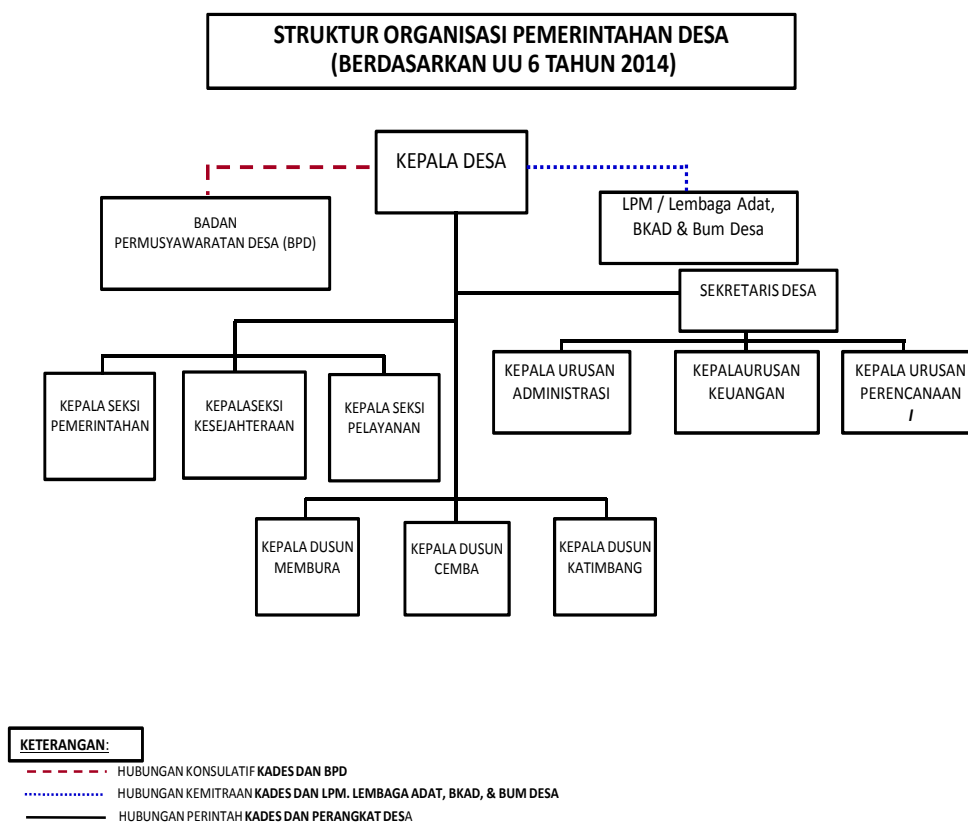 STRUKTUR ORGANISASI PEMERINTAHAN DESA
(BERDASARKAN UU 6 TAHUN 2014)
KEPALA DESA
BADAN
PERMUSYAWARATAN DESA (BPD)
LPM / Lembaga Adat,
BKAD & Bum Desa
SEKRETARIS DESA
KEPALA URUSAN
ADMINISTRASI
KEPALAURUSAN
KEUANGAN
KEPALA URUSAN
PERENCANAAN
I
KEPALA SEKSI
PEMERINTAHAN
KEPALASEKSI
KESEJAHTERAAN
KEPALA SEKSI
PELAYANAN
KEPALA DUSUN
MEMBURA
KEPALA DUSUN
CEMBA
KEPALA DUSUN
KATIMBANG
KETERANGAN:
HUBUNGAN KONSULATIF KADES DAN BPD
HUBUNGAN KEMITRAAN KADES DAN LPM. LEMBAGA ADAT, BKAD, & BUM DESA
HUBUNGAN PERINTAH KADES DAN PERANGKAT DESA